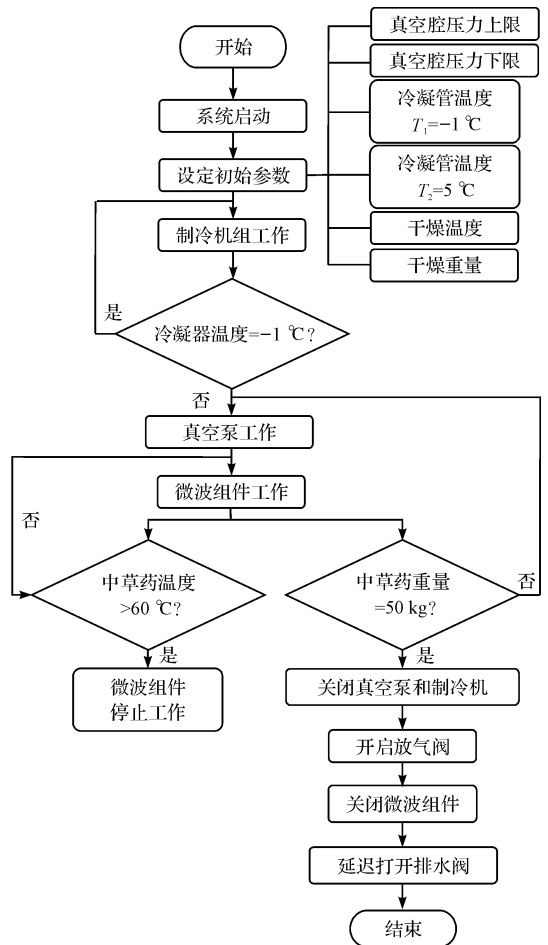 开始
系统启动
设定初始参数
真空腔压力上限
真空腔压力下限
冷凝管温度
T₁=−1 ℃
冷凝管温度
T₂=5 ℃
干燥温度
干燥重量
制冷机组工作
是
冷凝器温度=−1 ℃?
否
真空泵工作
微波组件工作
否
中草药温度
>60 ℃?
中草药重量
=50 kg?
否
是
是
微波组件
停止工作
关闭真空泵和制冷机
开启放气阀
关闭微波组件
延迟打开排水阀
结束